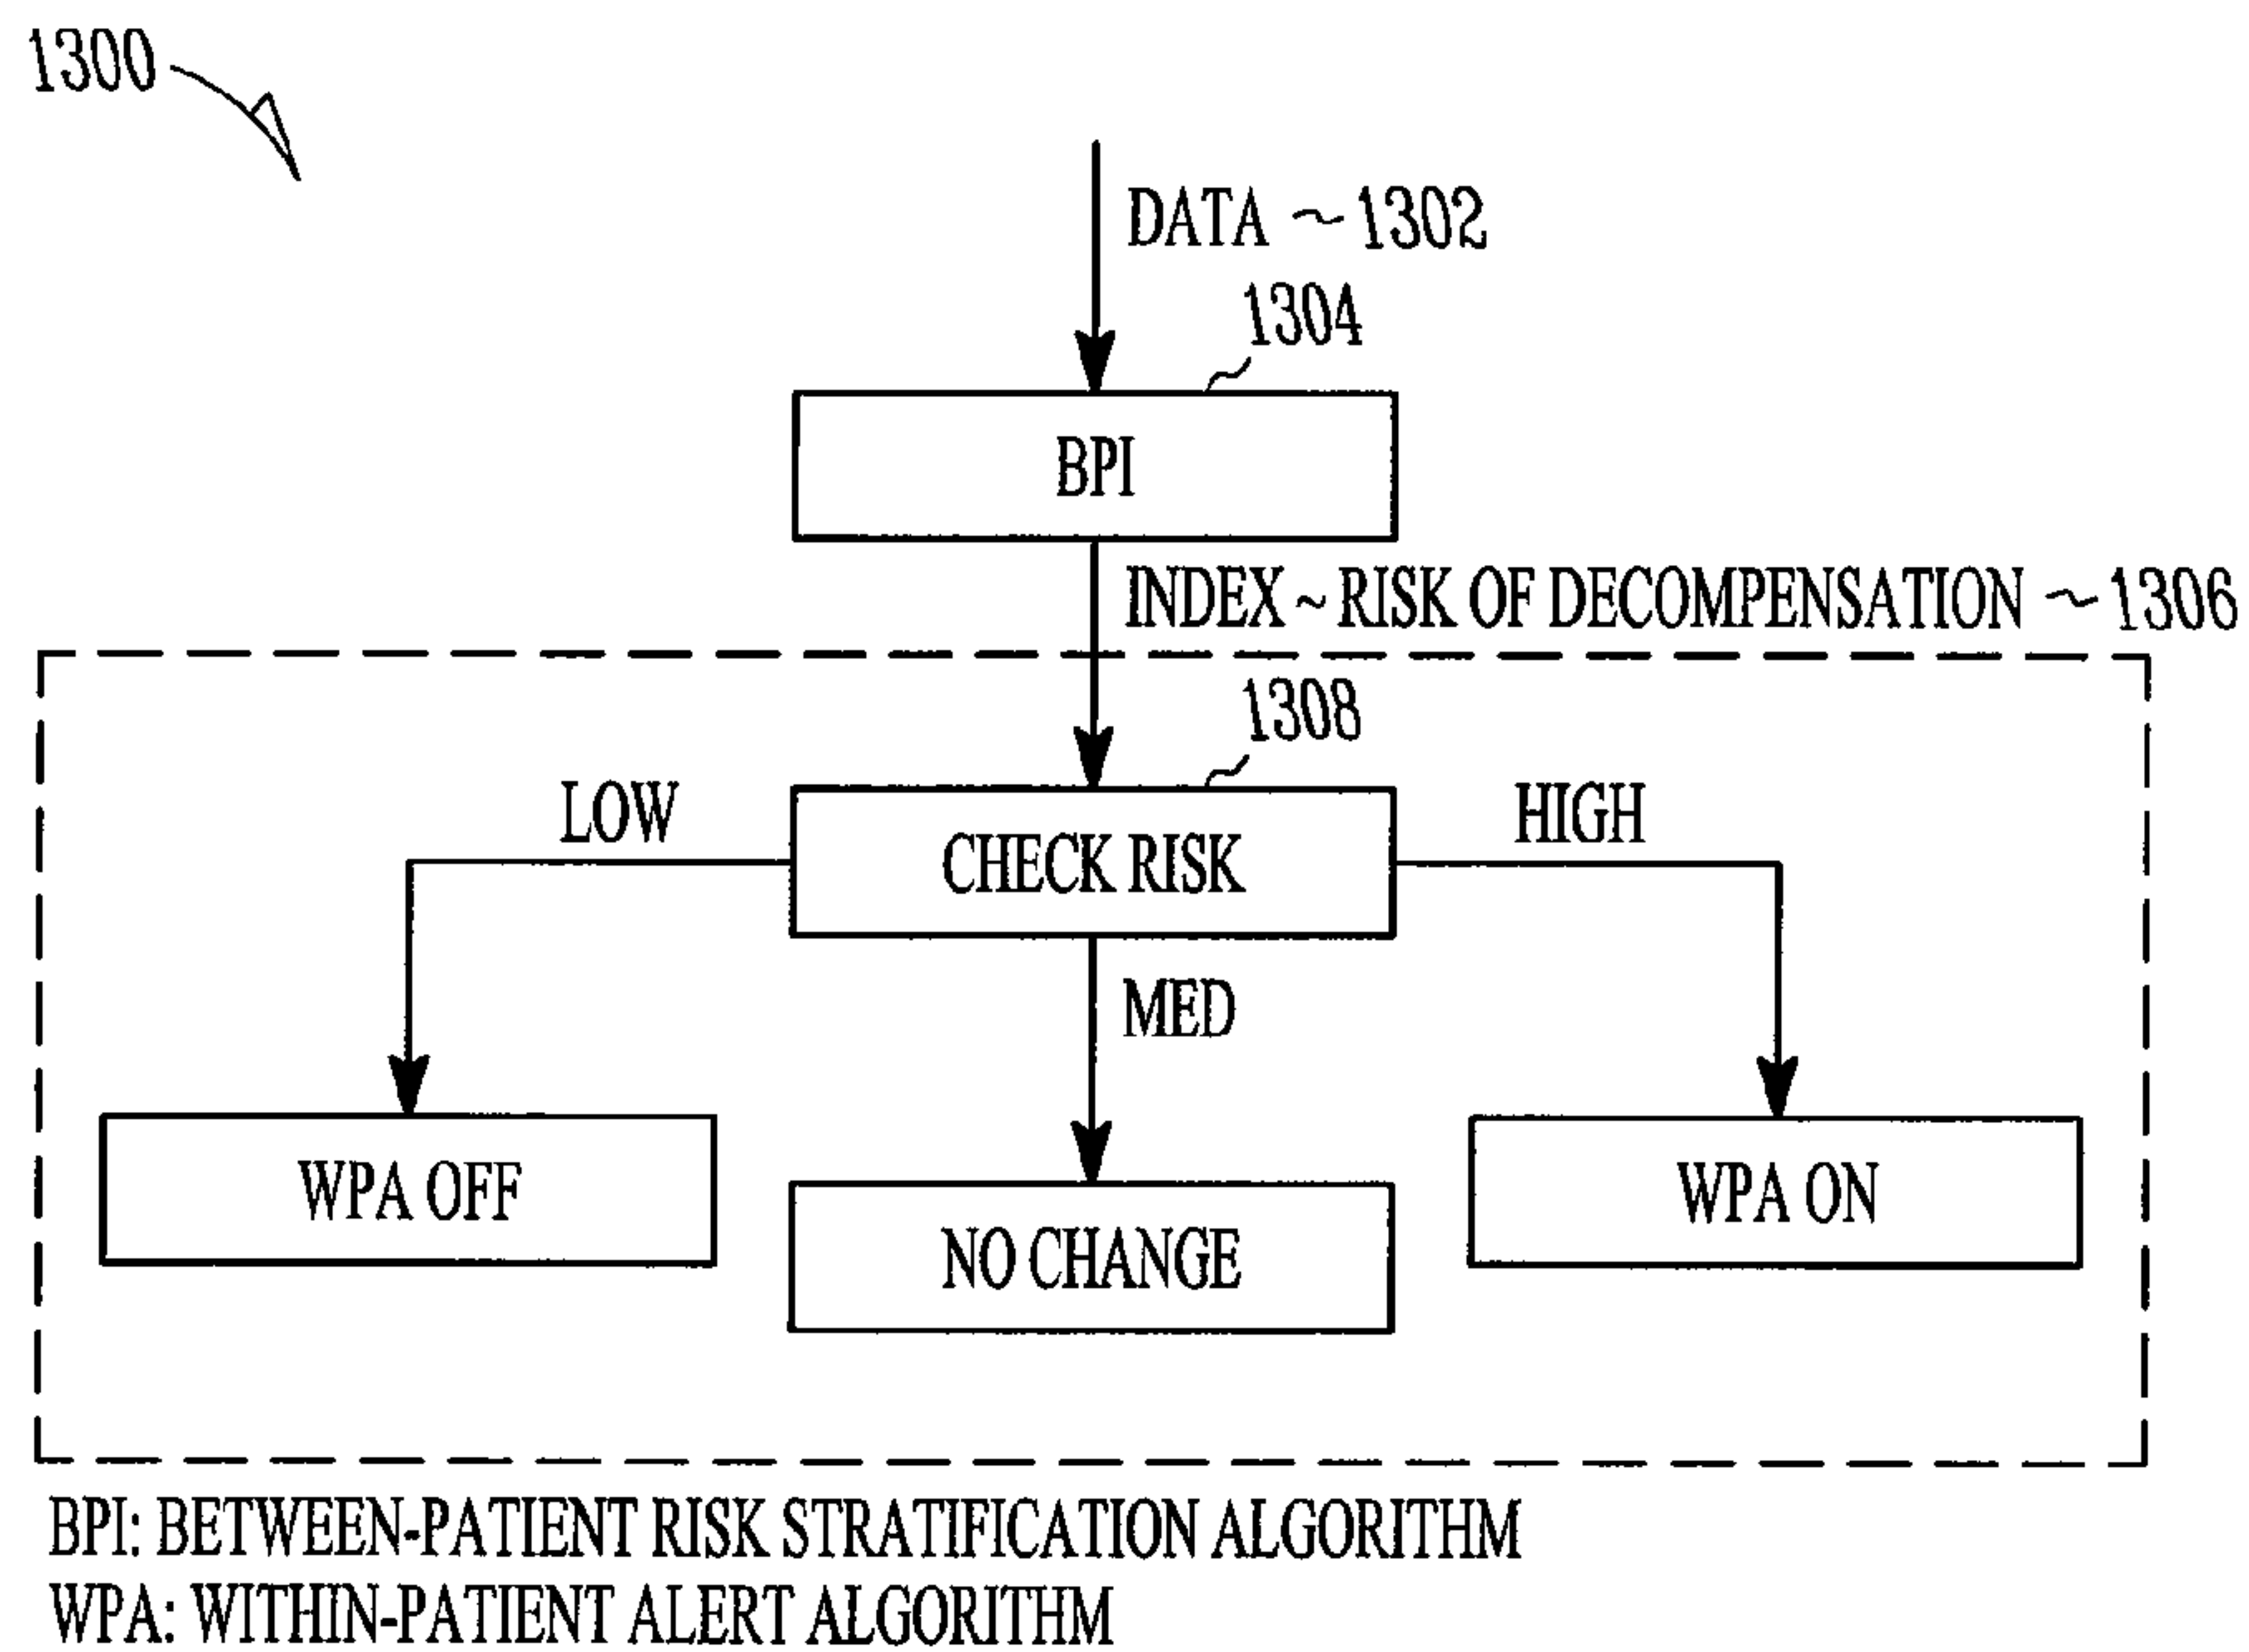 1300
DATA ~ 1302
1304
BPI
INDEX ~ RISK OF DECOMPENSATION ~ 1306
1308
LOW
CHECK RISK
HIGH
MED
WPA OFF
NO CHANGE
WPA ON
BPI: BETWEEN-PATIENT RISK STRATIFICATION ALGORITHM
WPA: WITHIN-PATIENT ALERT ALGORITHM